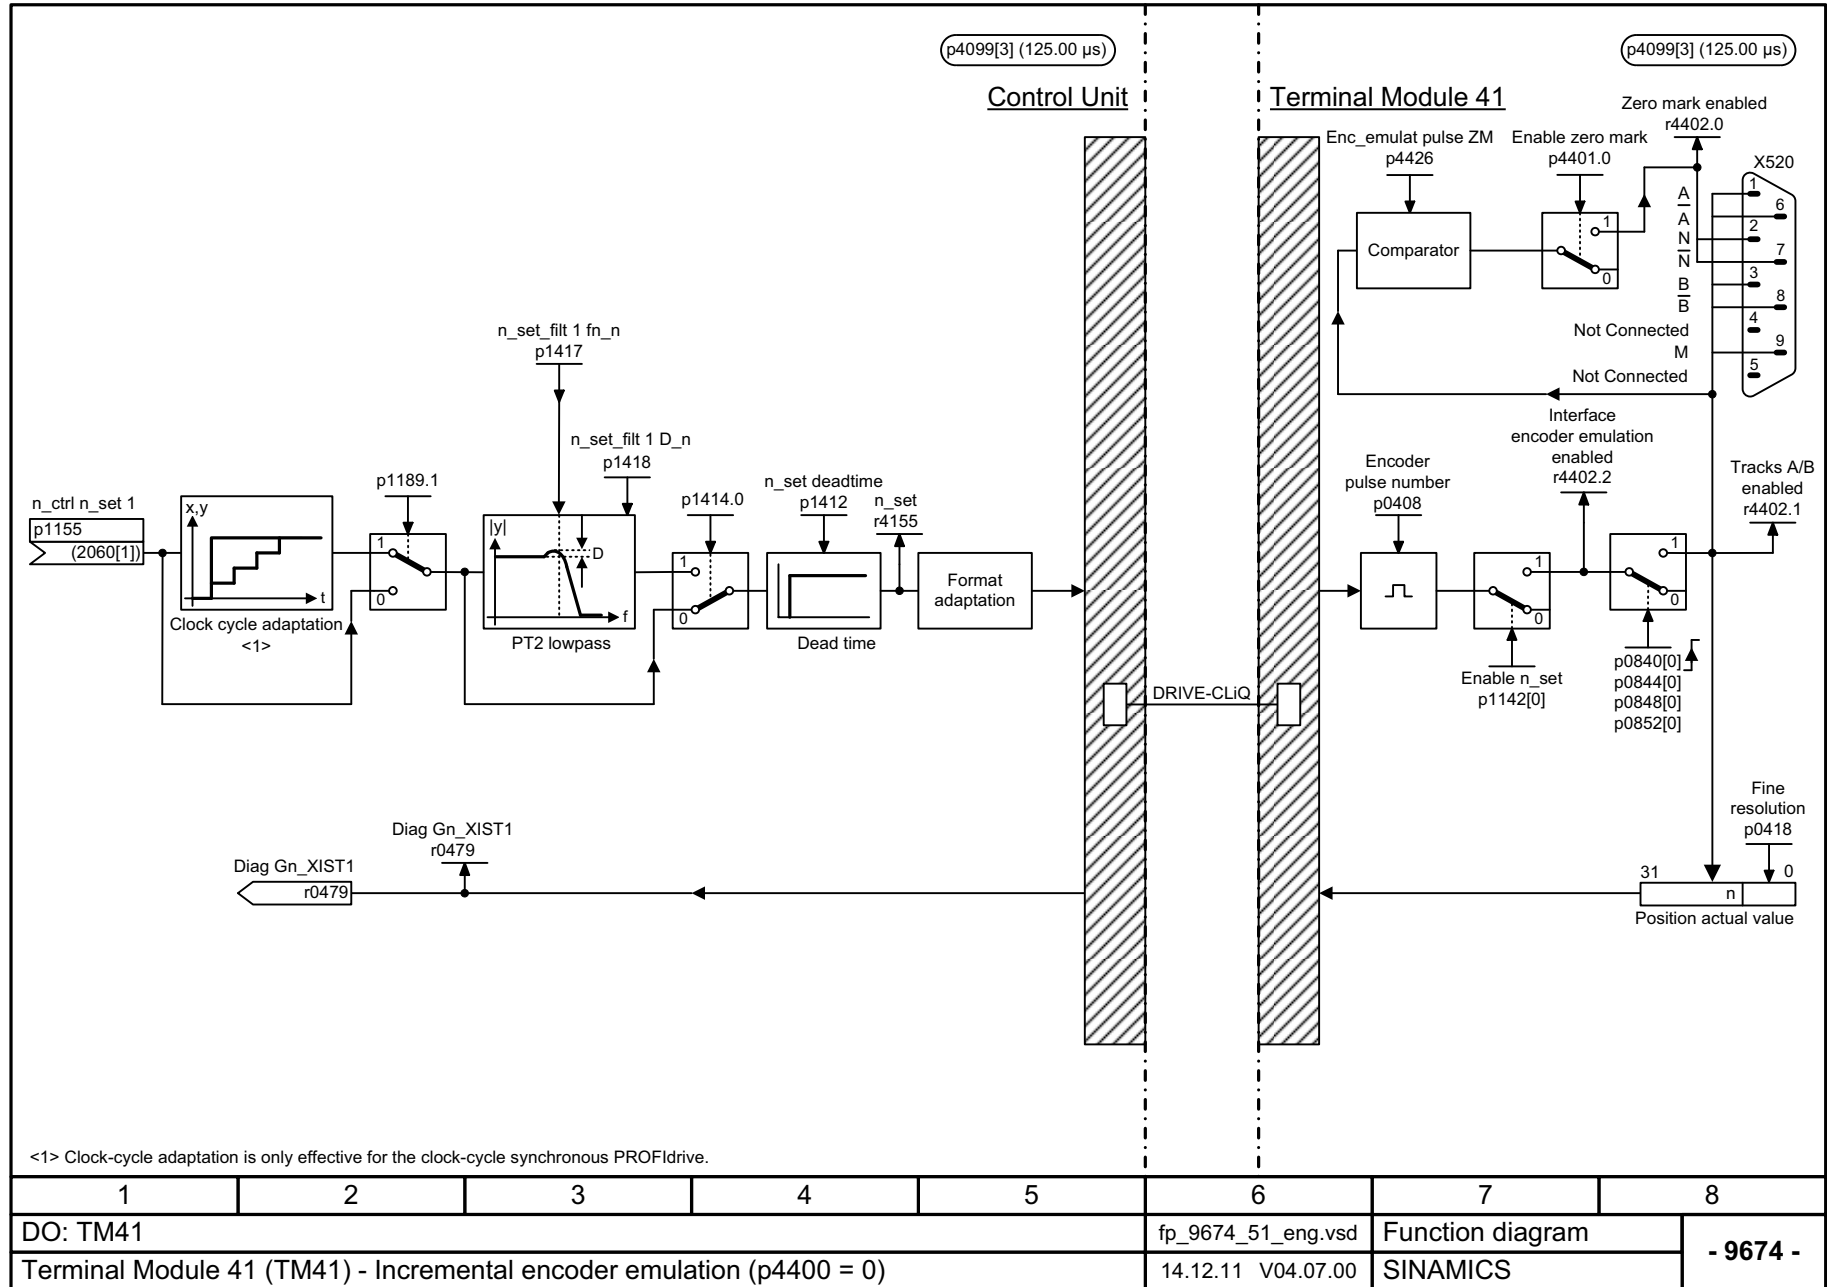 p4099[3] (125.00 µs)
p4099[3] (125.00 µs)
Control Unit
Terminal Module 41
Zero mark enabled
r4402.0
Enc_emulat pulse ZM
p4426
Enable zero mark
p4401.0
X520
Comparator
1
0
A
A
N
N
B
B
Not Connected
M
Not Connected
1
6
2
7
3
8
4
9
5
n_set_filt 1 fn_n
p1417
n_set_filt 1 D_n
p1418
n_ctrl n_set 1
p1155
(2060[1])
x,y
t
Clock cycle adaptation
<1>
p1189.1
1
0
|y|
D
f
PT2 lowpass
p1414.0
1
0
n_set deadtime
p1412
Dead time
n_set
r4155
Format
adaptation
DRIVE-CLiQ
Encoder
pulse number
p0408
Interface
encoder emulation
enabled
r4402.2
1
0
Enable n_set
p1142[0]
1
0
p0840[0]
p0844[0]
p0848[0]
p0852[0]
Tracks A/B
enabled
r4402.1
Fine
resolution
p0418
31
0
n
Position actual value
Diag Gn_XIST1
r0479
Diag Gn_XIST1
r0479
<1> Clock-cycle adaptation is only effective for the clock-cycle synchronous PROFIdrive.
1 2 3 4 5 6 7 8
DO: TM41
fp_9674_51_eng.vsd
Function diagram
- 9674 -
Terminal Module 41 (TM41) - Incremental encoder emulation (p4400 = 0)
14.12.11 V04.07.00
SINAMICS